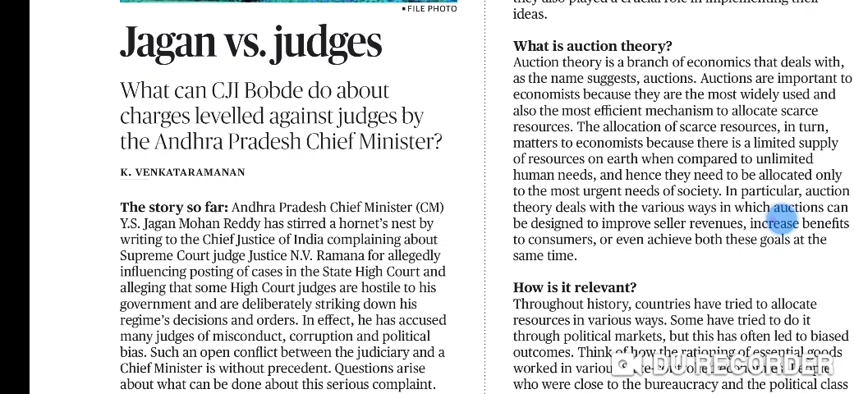 •FILE PHOTO
Jagan vs. judges
What can CJI Bobde do about
charges levelled against judges by
the Andhra Pradesh Chief Minister?
K. VENKATARAMANAN
The story so far: Andhra Pradesh Chief Minister (CM)
Y.S. Jagan Mohan Reddy has stirred a hornet's nest by
writing to the Chief Justice of India complaining about
Supreme Court judge Justice N.V. Ramana for allegedly
influencing posting of cases in the State High Court and
alleging that some High Court judges are hostile to his
government and are deliberately striking down his
regime's decisions and orders. In effect, he has accused
many judges of misconduct, corruption and political
bias. Such an open conflict between the judiciary and a
Chief Minister is without precedent. Questions arise
about what can be done about this serious complaint.
they also played a crucial role in implementing their
ideas.
What is auction theory?
Auction theory is a branch of economics that deals with,
as the name suggests, auctions. Auctions are important to
economists because they are the most widely used and
also the most efficient mechanism to allocate scarce
resources. The allocation of scarce resources, in turn,
matters to economists because there is a limited supply
of resources on earth when compared to unlimited
human needs, and hence they need to be allocated only
to the most urgent needs of society. In particular, auction
theory deals with the various ways in which auctions can
be designed to improve seller revenues, increase benefits
to consumers, or even achieve both these goals at the
same time.
How is it relevant?
Throughout history, countries have tried to allocate
resources in various ways. Some have tried to do it
through political markets, but this has often led to biased
outcomes. Think of how the rationing of essential goods
worked in
who were close to the bureaucracy and the political class
DU RECORDER